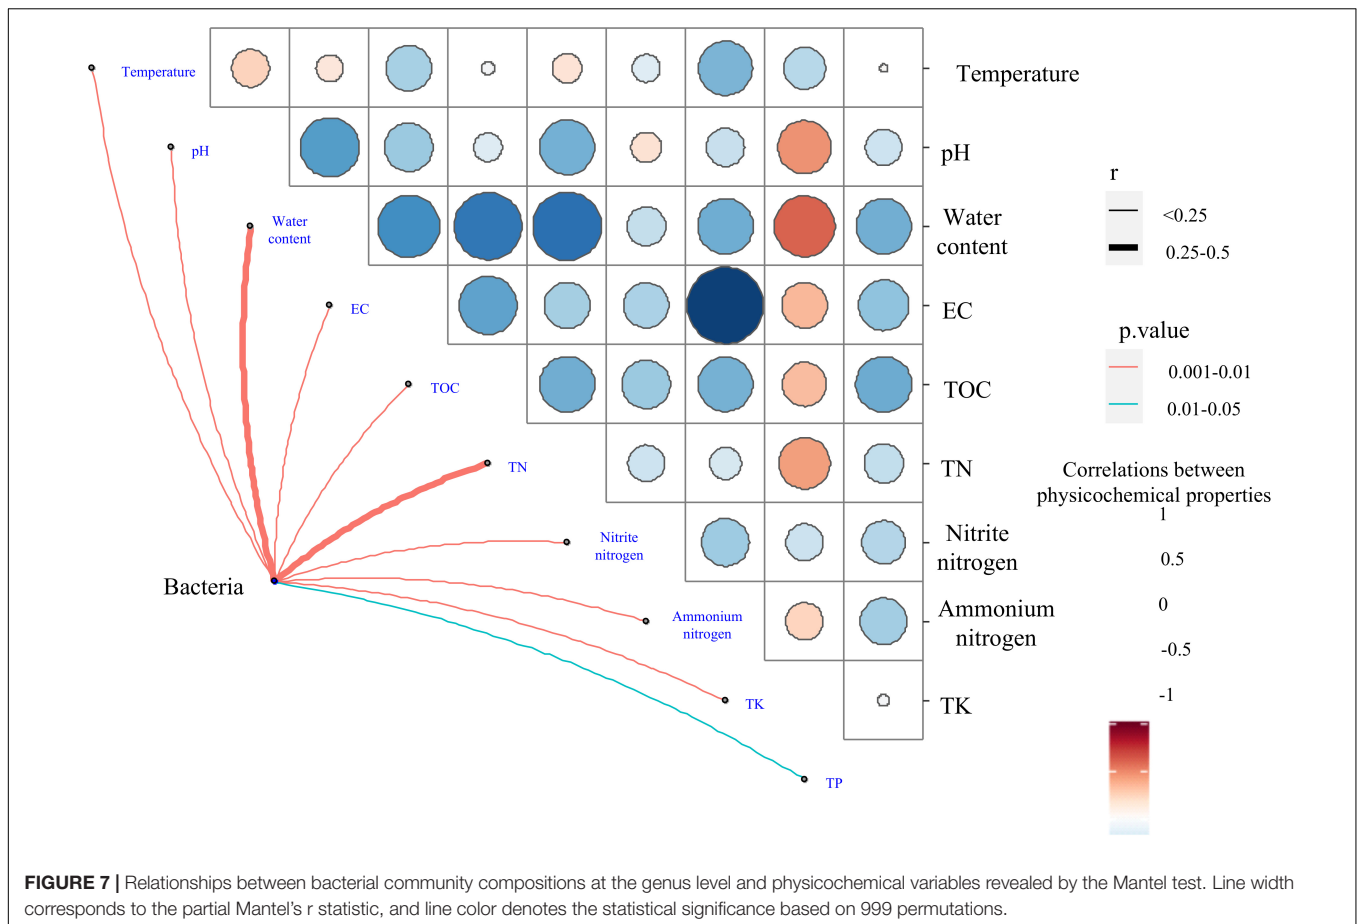 Temperature
pH
Water
content
EC
TOC
TN
Nitrite
nitrogen
Ammonium
nitrogen
TK
TP
Bacteria
Temperature
pH
Water
content
EC
TOC
TN
Nitrite
nitrogen
Ammonium
nitrogen
TK
r
<0.25
0.25-0.5
p.value
0.001-0.01
0.01-0.05
Correlations between
physicochemical properties
1
0.5
0
-0.5
-1
FIGURE 7 | Relationships between bacterial community compositions at the genus level and physicochemical variables revealed by the Mantel test. Line width
corresponds to the partial Mantel's r statistic, and line color denotes the statistical significance based on 999 permutations.